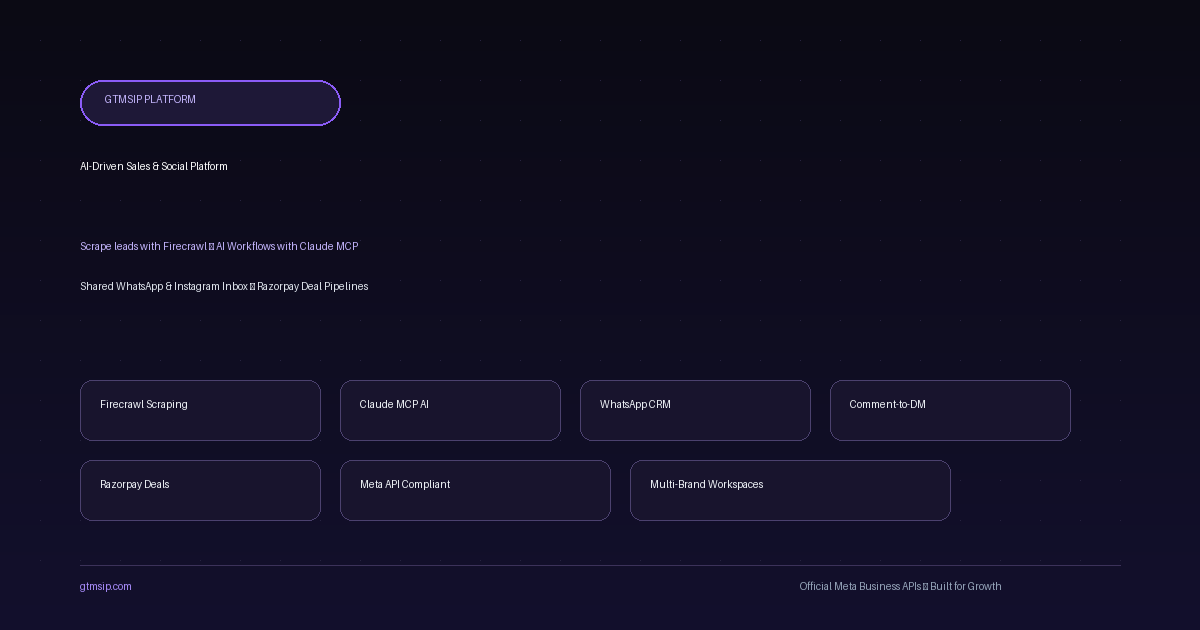 GTMSIP PLATFORM
AI-Driven Sales & Social Platform
Scrape leads with Firecrawl ▯ AI Workflows with Claude MCP
Shared WhatsApp & Instagram Inbox ▯ Razorpay Deal Pipelines
Firecrawl Scraping
Claude MCP AI
WhatsApp CRM
Comment-to-DM
Razorpay Deals
Meta API Compliant
Multi-Brand Workspaces
gtmsip.com
Official Meta Business APIs ▯ Built for Growth